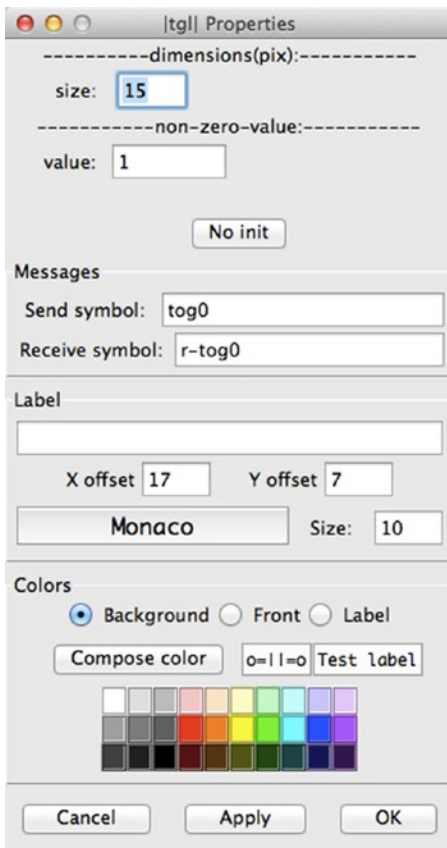 |tgl| Properties
----------dimensions(pix):-----------
size: 15
-----------non-zero-value:-----------
value: 1
No init
Messages
Send symbol: tog0
Receive symbol: r-tog0
Label
X offset 17 Y offset 7
Monaco Size: 10
Colors
Background Front Label
Compose color o=||=o Test label
Cancel Apply OK